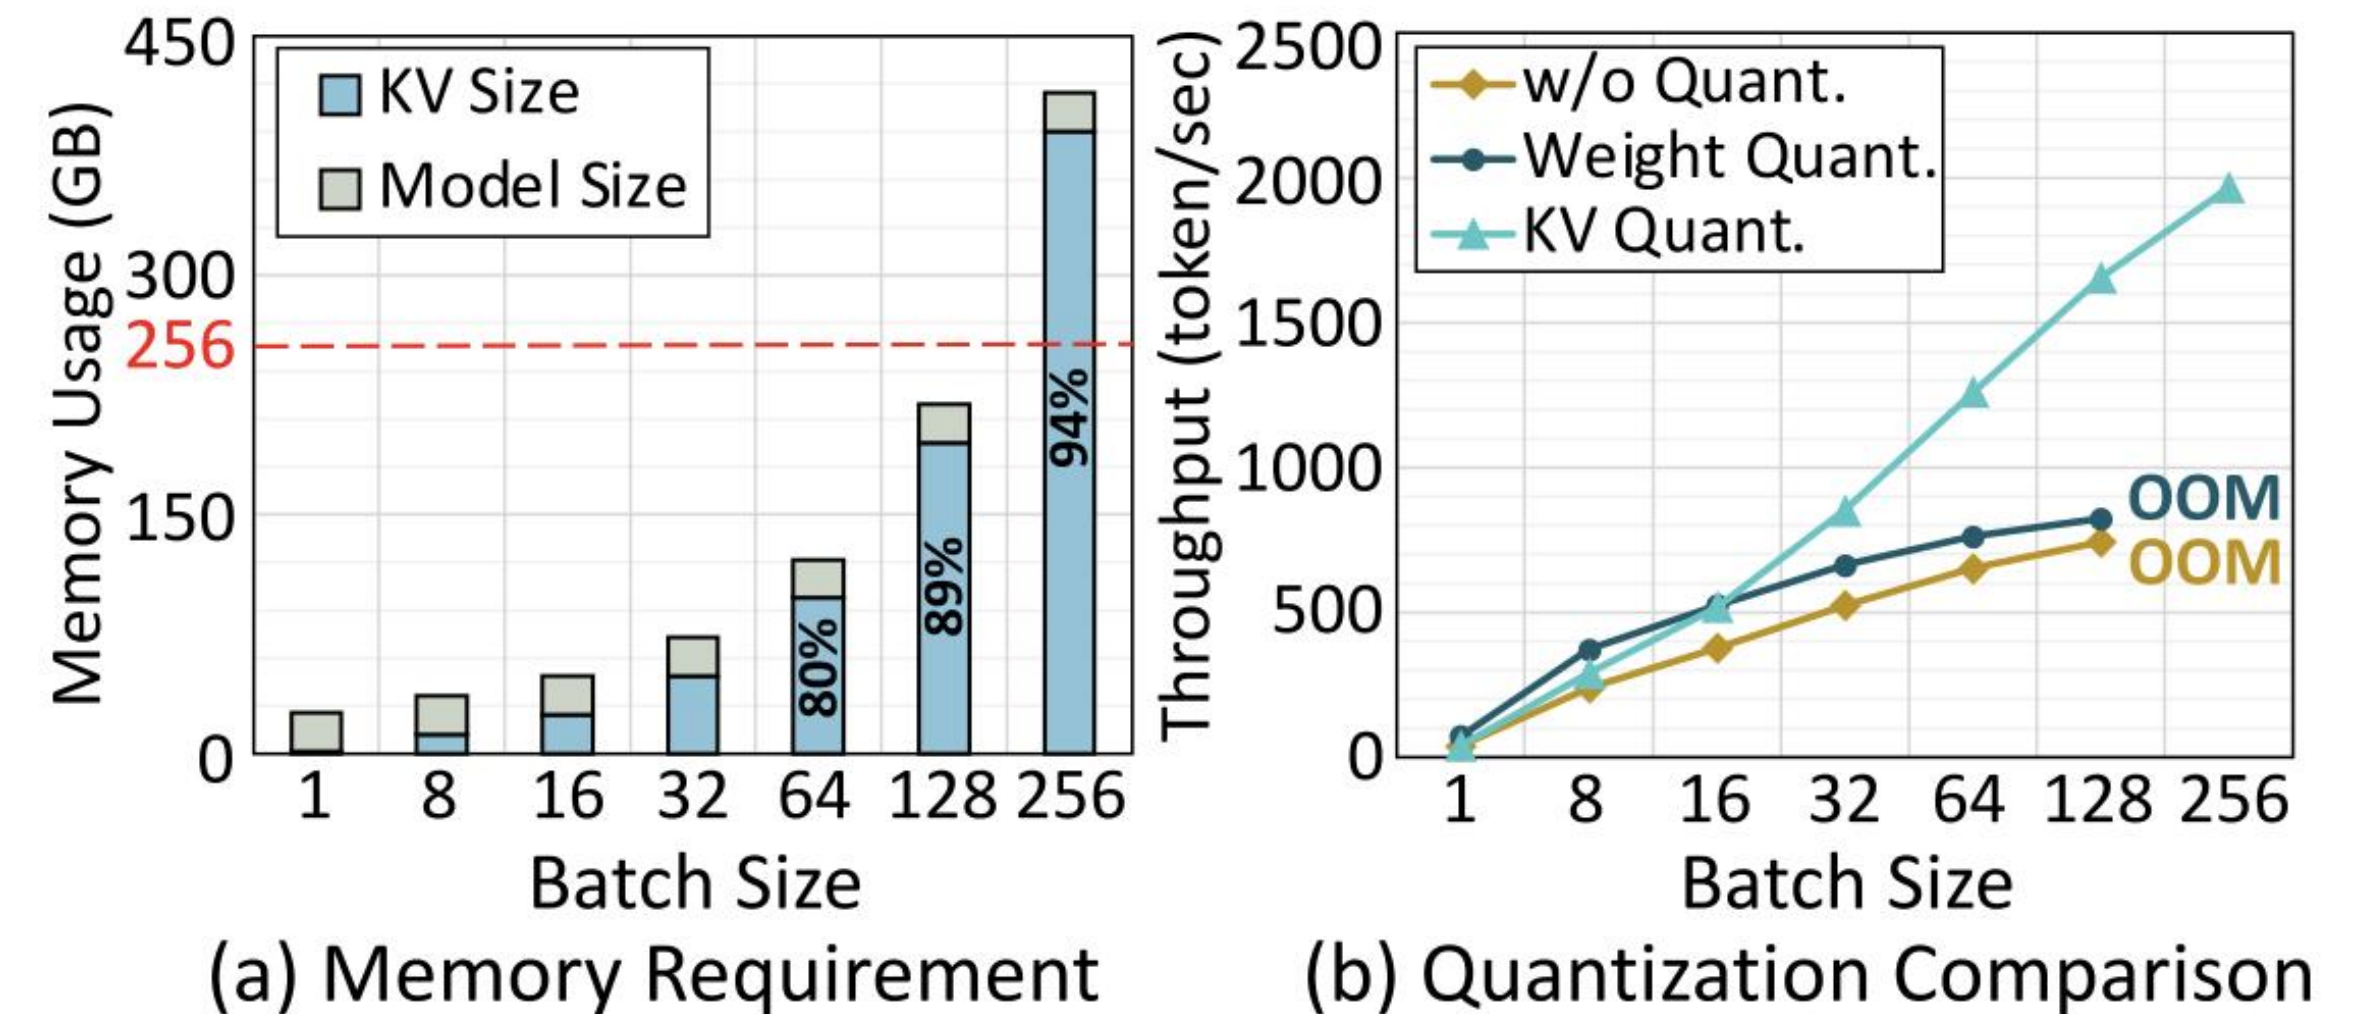 Memory Usage (GB)
450
300
256
150
0
KV Size
Model Size
80%
89%
94%
1 8 16 32 64 128 256
Batch Size
(a) Memory Requirement
Throughput (token/sec)
2500
2000
1500
1000
500
0
w/o Quant.
Weight Quant.
KV Quant.
OOM
OOM
1 8 16 32 64 128 256
Batch Size
(b) Quantization Comparison